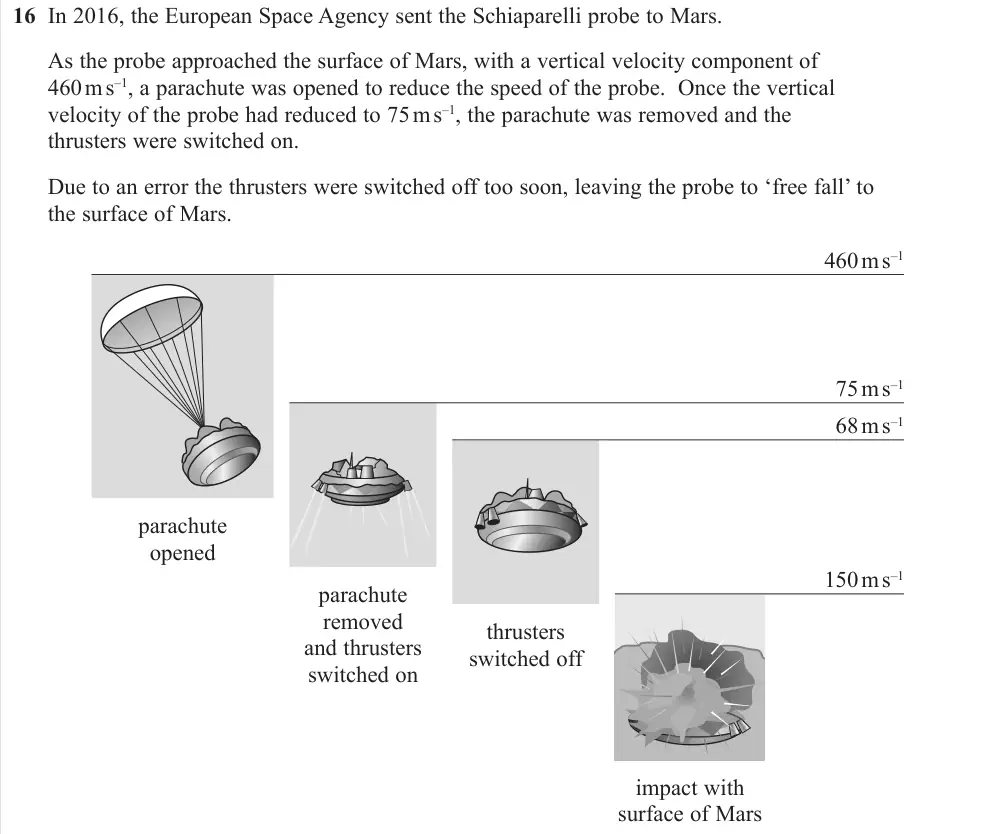 16 In 2016, the European Space Agency sent the Schiaparelli probe to Mars.
As the probe approached the surface of Mars, with a vertical velocity component of
460 m s⁻¹, a parachute was opened to reduce the speed of the probe. Once the vertical
velocity of the probe had reduced to 75 m s⁻¹, the parachute was removed and the
thrusters were switched on.
Due to an error the thrusters were switched off too soon, leaving the probe to ‘free fall’ to
the surface of Mars.
460 m s⁻¹
75 m s⁻¹
68 m s⁻¹
parachute
opened
150 m s⁻¹
parachute
removed
and thrusters
switched on
thrusters
switched off
impact with
surface of Mars